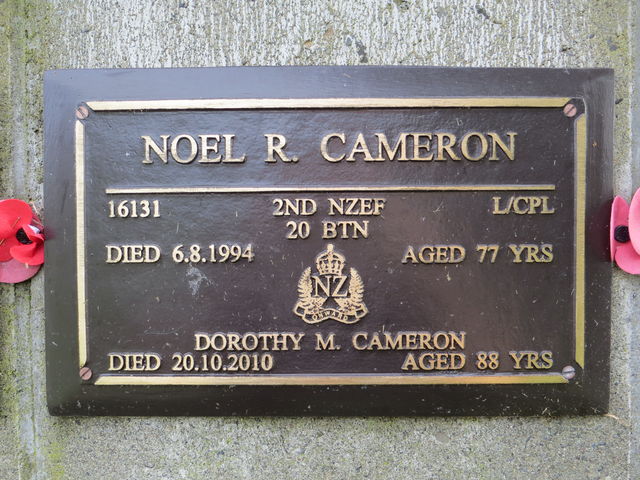 NOEL R. CAMERON
16131 2ND NZEF L/CPL
20 BTN
DIED 6.8.1994 AGED 77 YRS
NZ
ONWARD
DOROTHY M. CAMERON
DIED 20.10.2010 AGED 88 YRS